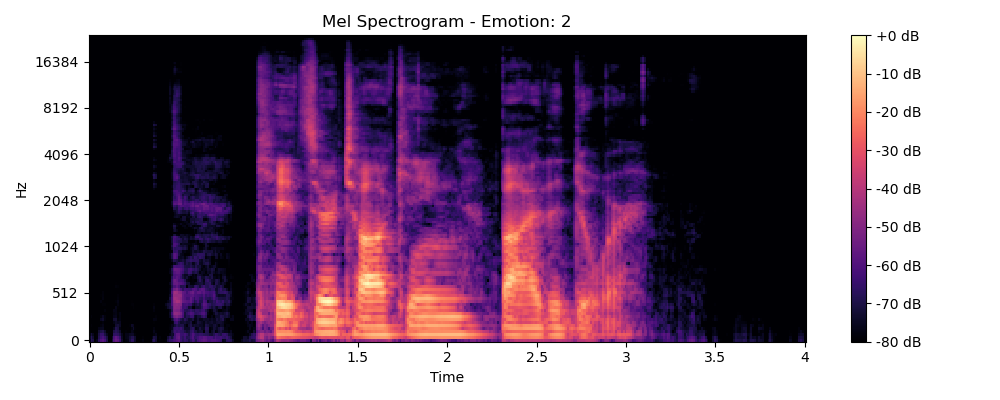 Mel Spectrogram - Emotion: 2
Hz
16384
8192
4096
2048
1024
512
0
0 0.5 1 1.5 2 2.5 3 3.5 4
Time
+0 dB
-10 dB
-20 dB
-30 dB
-40 dB
-50 dB
-60 dB
-70 dB
-80 dB